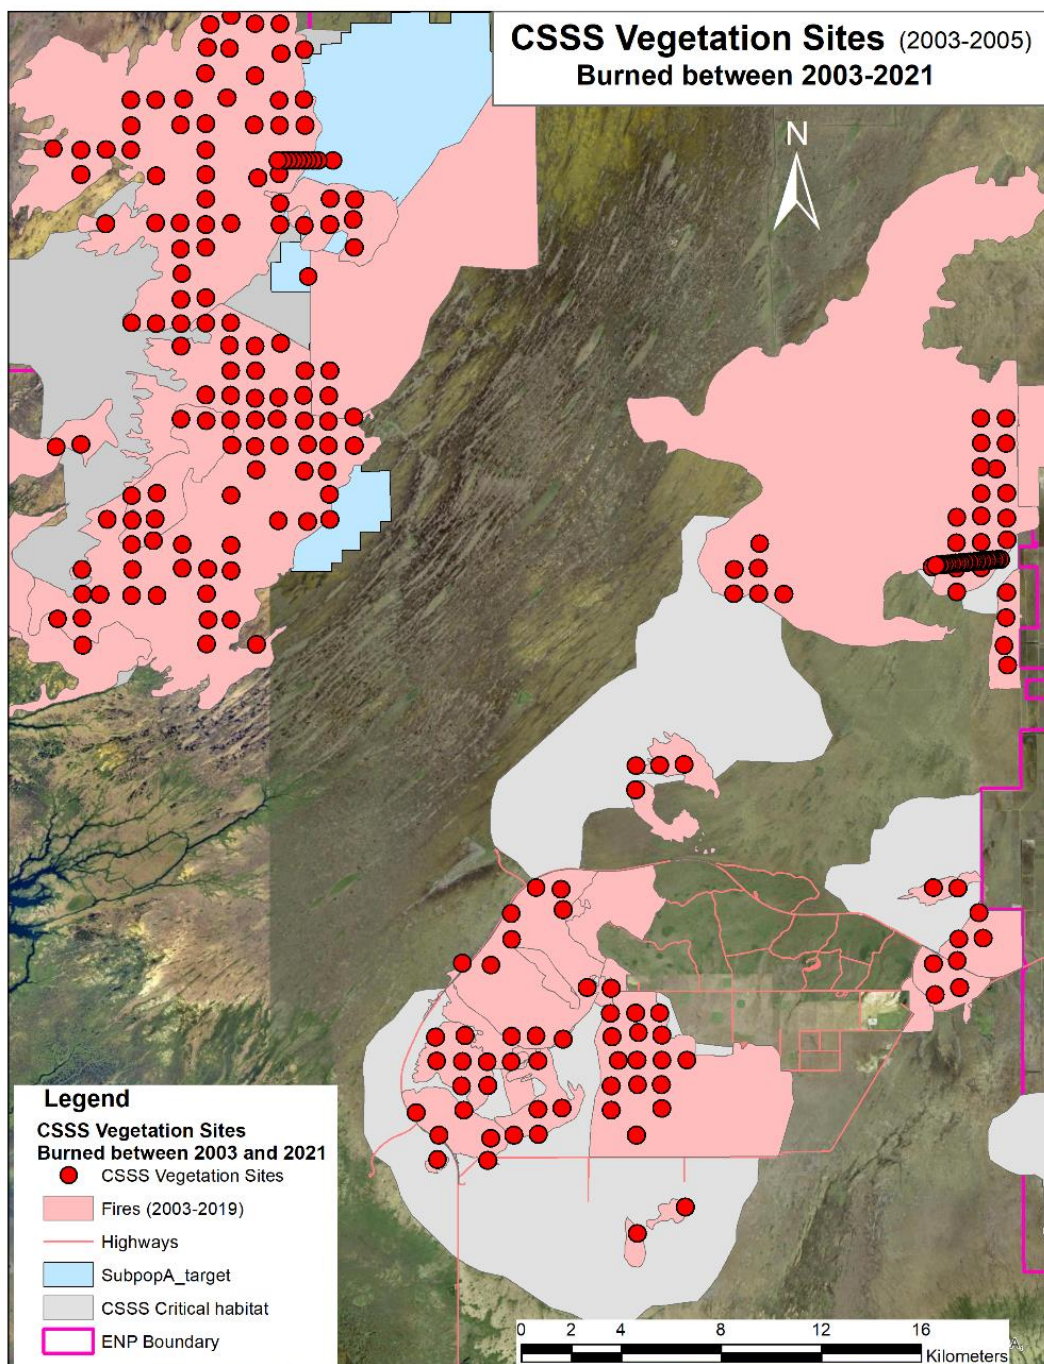 CSSS Vegetation Sites (2003-2005)
Burned between 2003-2021
N
Legend
CSSS Vegetation Sites
Burned between 2003 and 2021
CSSS Vegetation Sites
Fires (2003-2019)
Highways
SubpopA_target
CSSS Critical habitat
ENP Boundary
0 2 4 8 12 16
Kilometers